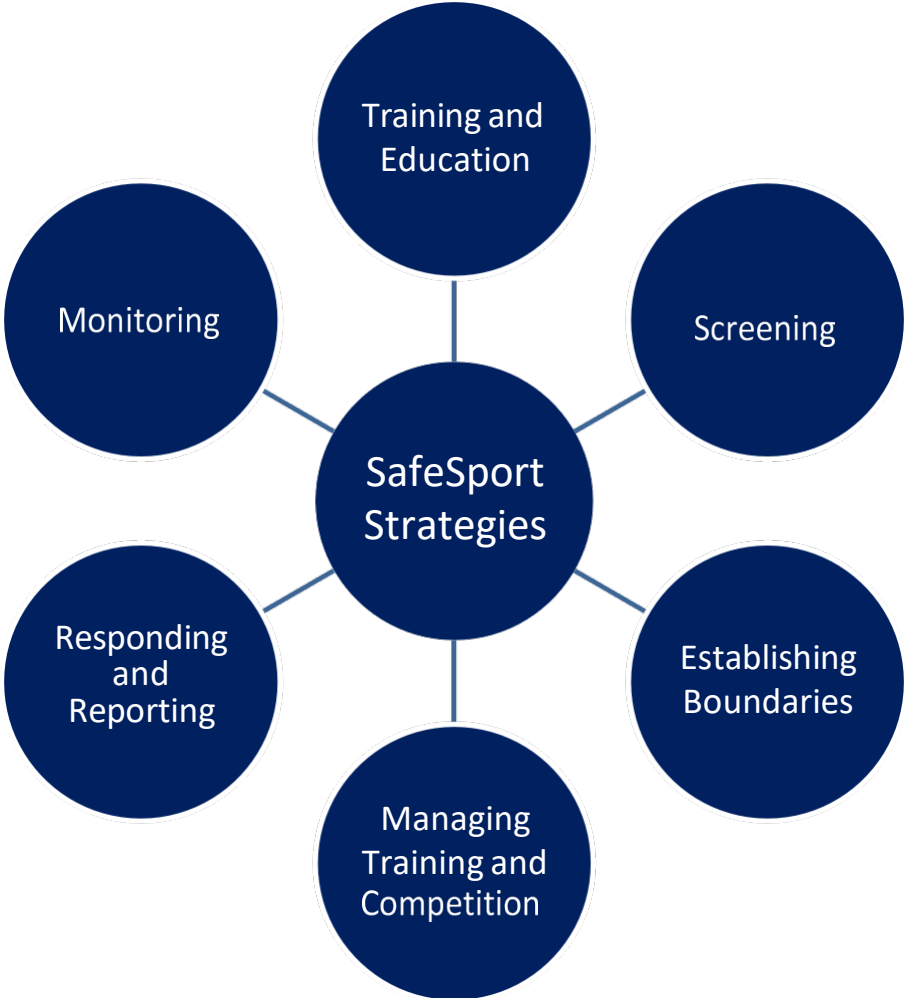 Training and
Education
Screening
Establishing
Boundaries
Managing
Training and
Competition
Responding
and
Reporting
Monitoring
SafeSport
Strategies